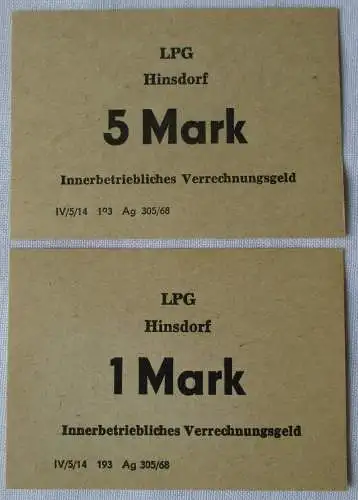 LPG
Hinsdorf
5 Mark
Innerbetriebliches Verrechnungsgeld
IV/5/14 193 Ag 305/68
LPG
Hinsdorf
1 Mark
Innerbetriebliches Verrechnungsgeld
IV/5/14 193 Ag 305/68